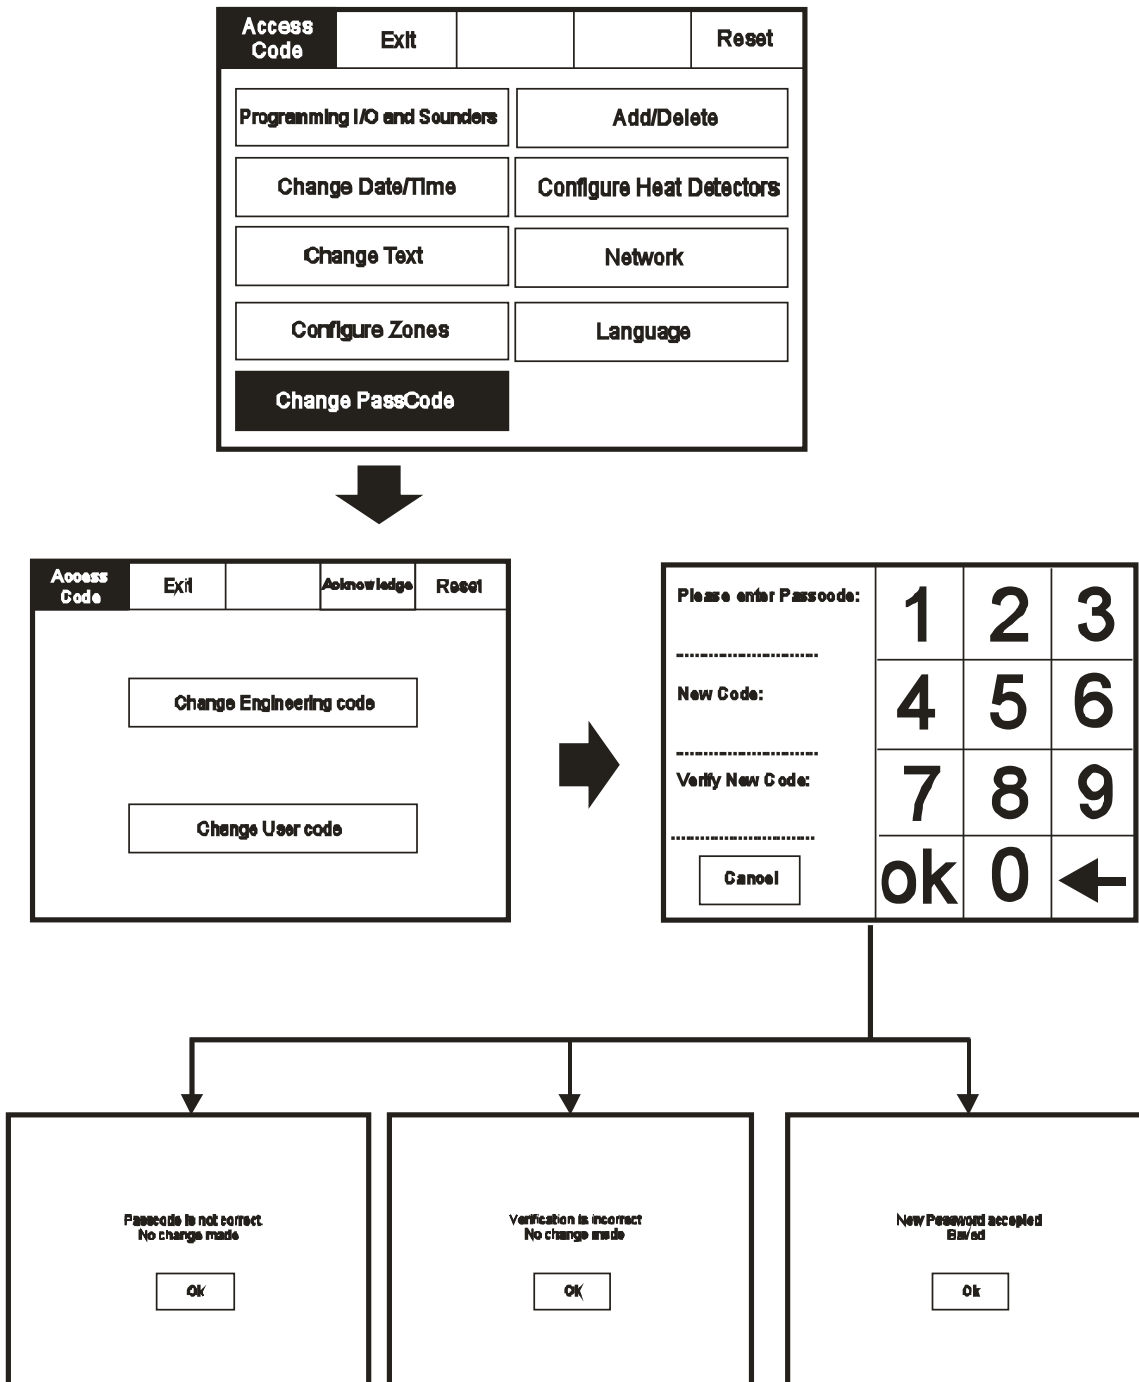 Access
Code
Exit
Reset
Programming I/O and Sounders
Add/Delete
Change Date/Time
Configure Heat Detectors
Change Text
Network
Configure Zones
Language
Change PassCode
Access
Code
Exit
Acknowledge
Reset
Change Engineering code
Change User code
Please enter Passcode:
New Code:
Verify New Code:
Cancel
1 2 3
4 5 6
7 8 9
ok 0
Passcode is not correct
No change made
Ok
Verification is incorrect
No change made
OK
New Password accepted
Saved
Ok